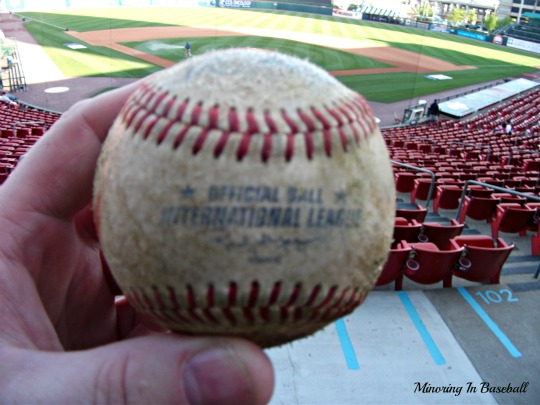 OFFICIAL BALL
INTERNATIONAL LEAGUE
102
Minoring In Baseball